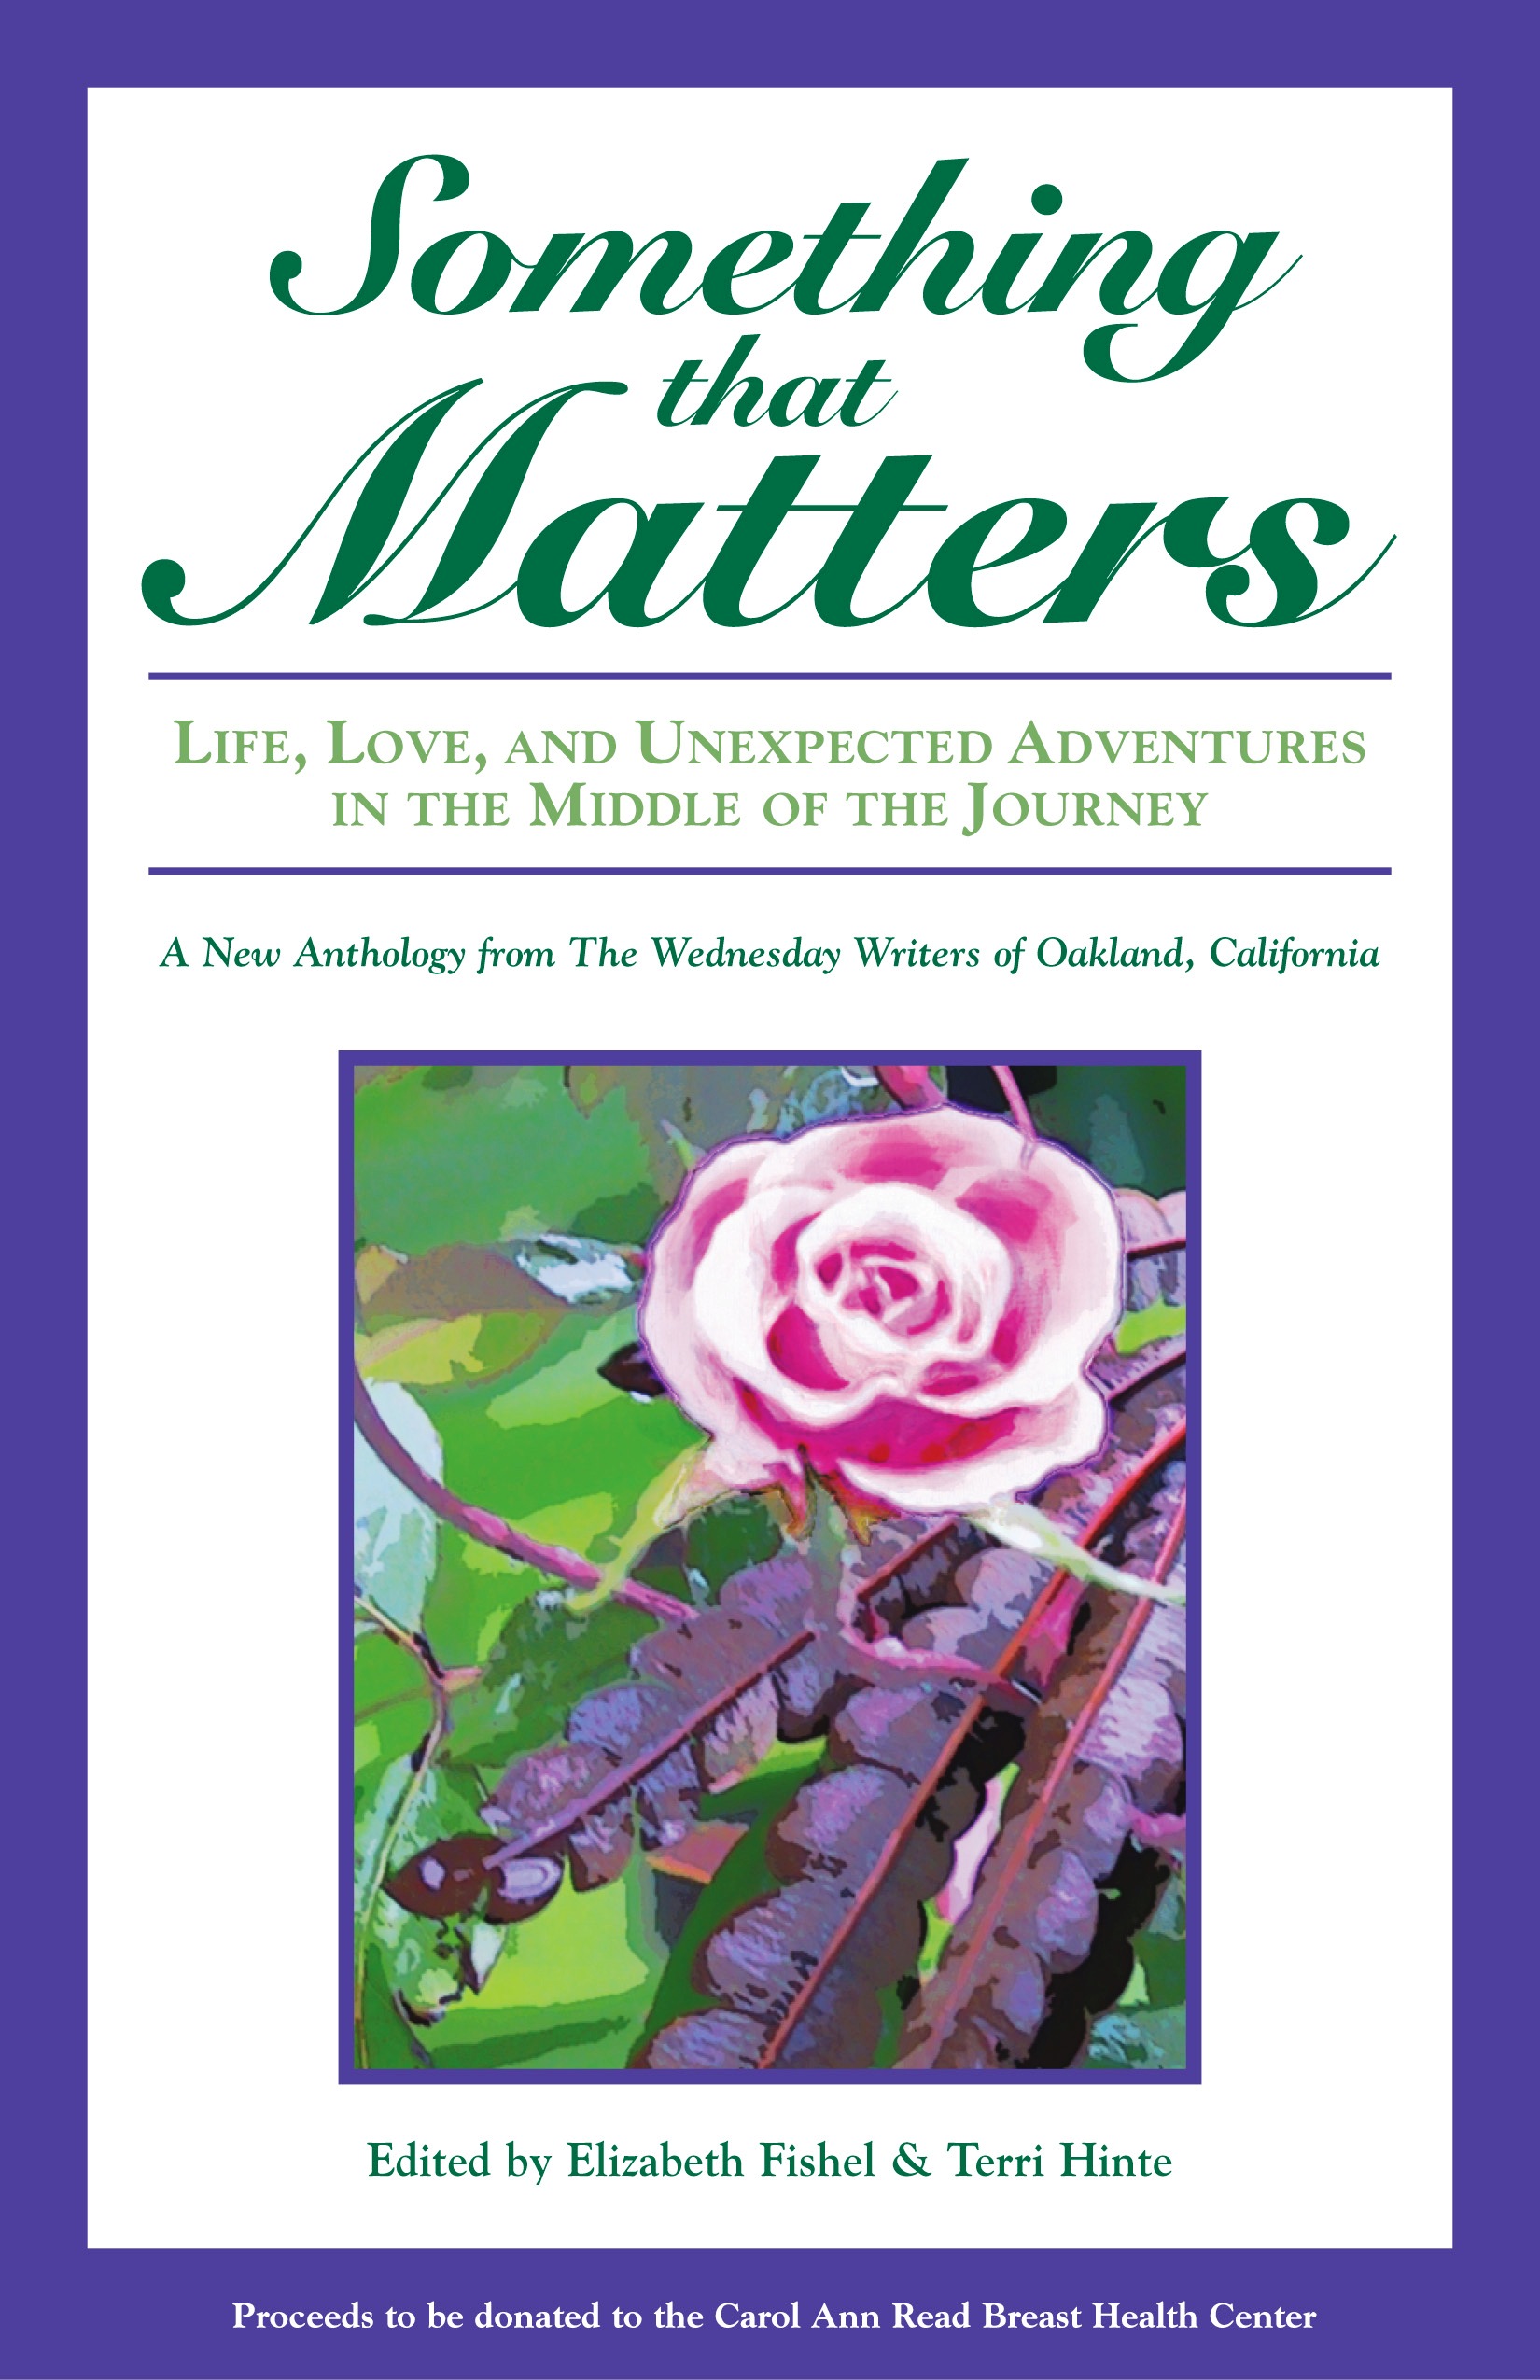 Something
that
Matters
Life, Love, and Unexpected Adventures
in the Middle of the Journey
A New Anthology from The Wednesday Writers of Oakland, California
Edited by Elizabeth Fishel & Terri Hinte
Proceeds to be donated to the Carol Ann Read Breast Health Center